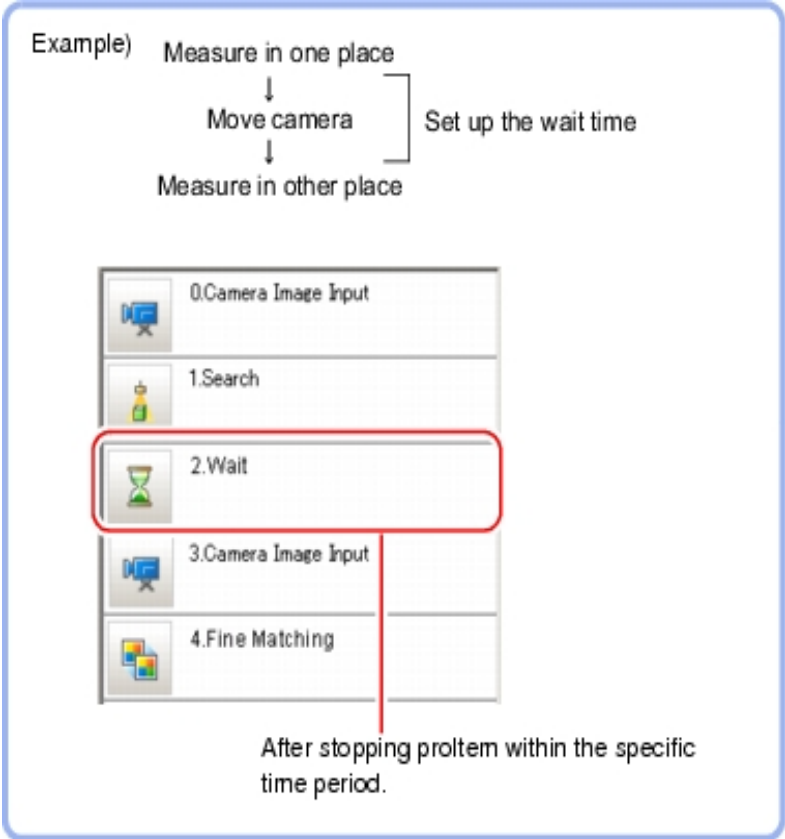 Example)
Measure in one place
↓
Move camera
Set up the wait time
↓
Measure in other place
0.Camera Image Input
1.Search
2.Wait
3.Camera Image Input
4.Fine Matching
After stopping proltem within the specific
time period.